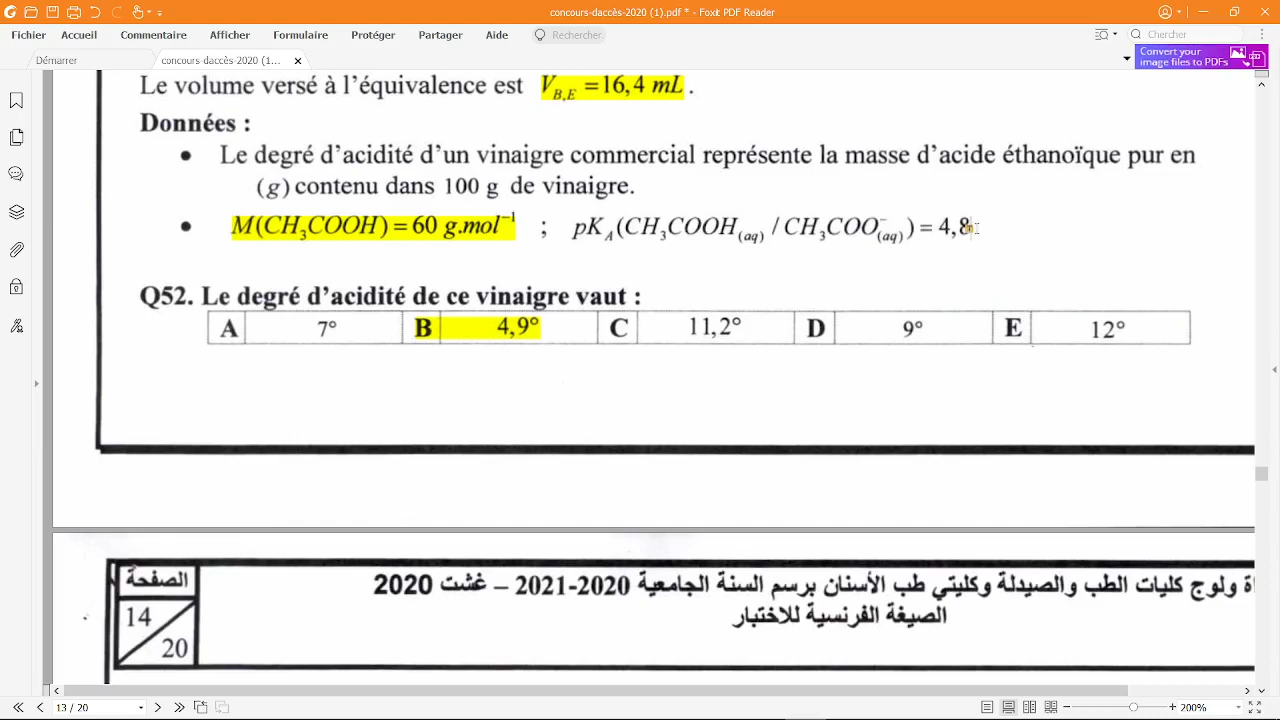 concours-daccès-2020 (1).pdf * - Foxit PDF Reader
Fichier Accueil Commentaire Afficher Formulaire Protéger Partager Aide Rechercher Chercher
Démarrer concours-daccès-2020 (1... Convert your image files to PDFs
Le volume versé à l'équivalence est V_{B,E} = 16,4 mL .
Données :
• Le degré d'acidité d'un vinaigre commercial représente la masse d'acide éthanoïque pur en
(g) contenu dans 100 g de vinaigre.
• M(CH₃COOH) = 60 g.mol⁻¹ ; pK_A(CH₃COOH₍aq₎ / CH₃COO⁻₍aq₎) = 4,8
Q52. Le degré d'acidité de ce vinaigre vaut :
A 7° B 4,9° C 11,2° D 9° E 12°
الصفحة
14
20
ة ولوج كليات الطب والصيدلة وكليتي طب الأسنان برسم السنة الجامعية 2020-2021 – غشت 2020
الصيغة الفرنسية للاختبار
13 / 20 200%